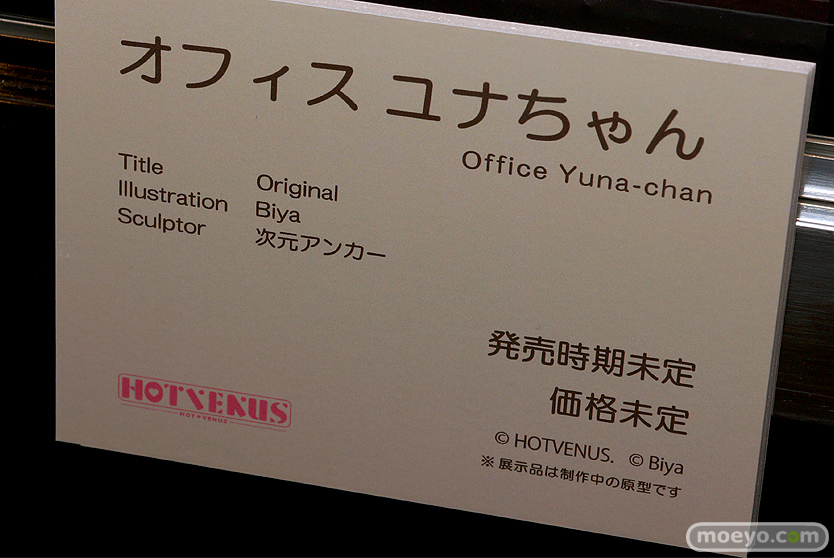 オフィス ユナちゃん
Office Yuna-chan
Title Original
Illustration Biya
Sculptor 次元アンカー
発売時期未定
価格未定
HOTVENUS
HOT♥VENUS
© HOTVENUS. © Biya
※ 展示品は制作中の原型です
moeyo.com